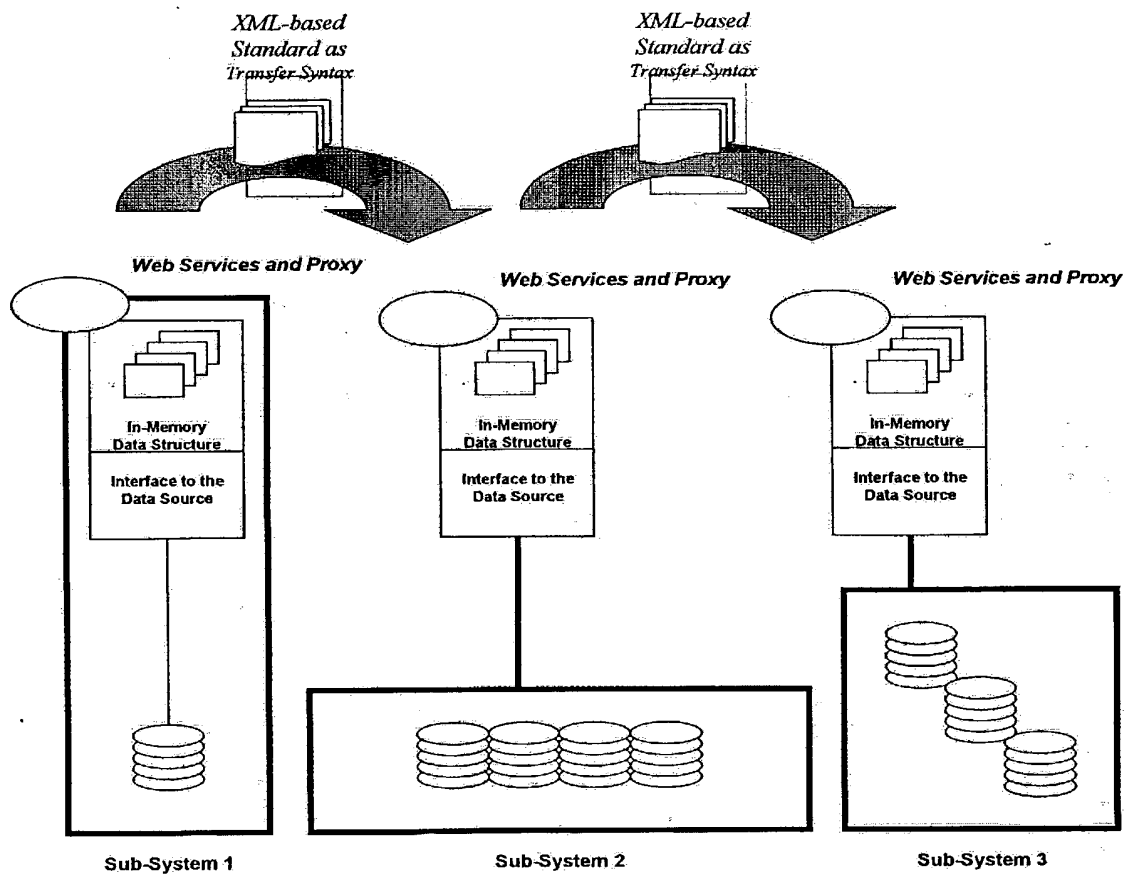 XML-based
Standard as
Transfer Syntax
XML-based
Standard as
Transfer Syntax
Web Services and Proxy
Web Services and Proxy
Web Services and Proxy
In-Memory
Data Structure
Interface to the
Data Source
In-Memory
Data Structure
Interface to the
Data Source
In-Memory
Data Structure
Interface to the
Data Source
Sub-System 1
Sub-System 2
Sub-System 3